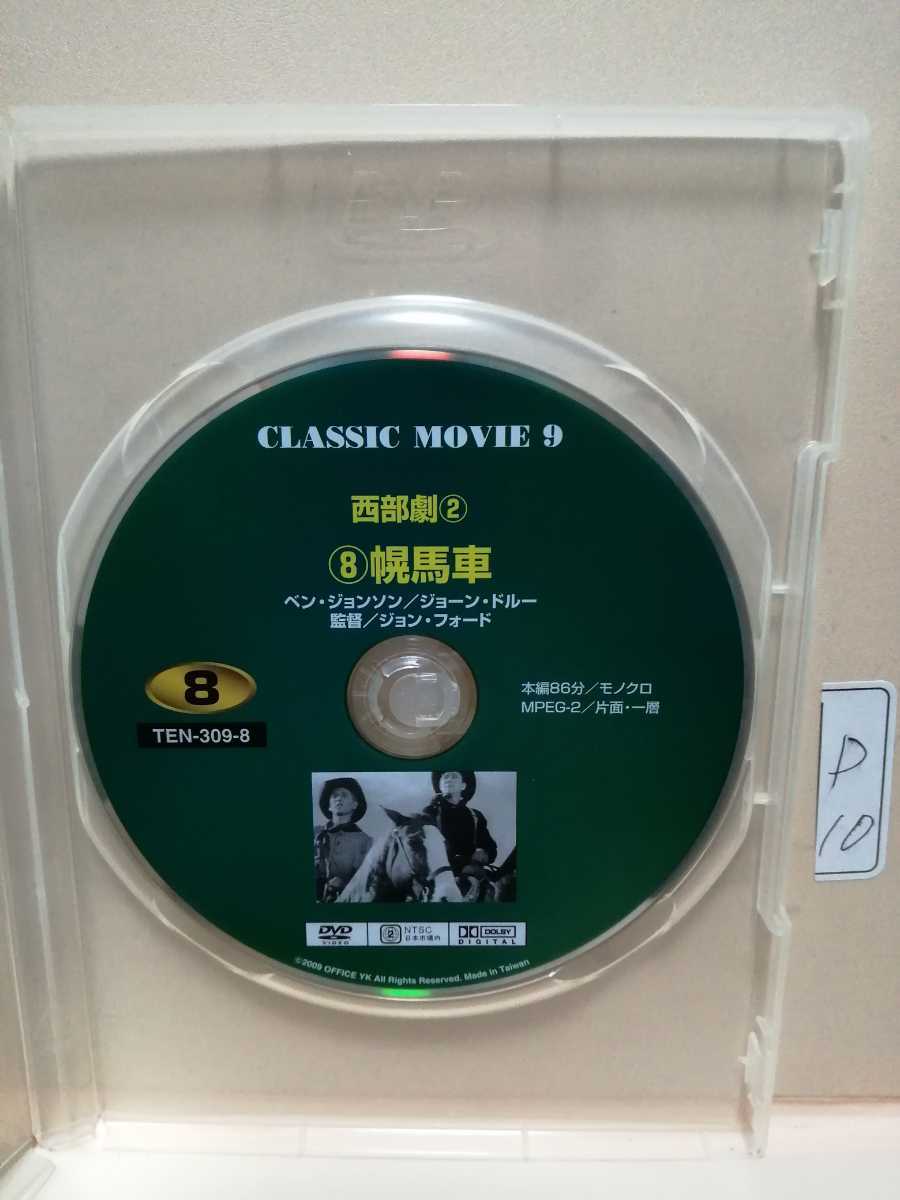 CLASSIC MOVIE 9
西部劇②
⑧幌馬車
ベン・ジョンソン／ジョーン・ドルー
監督／ジョン・フォード
8
TEN-309-8
本編86分／モノクロ
MPEG-2／片面・一層
DVD VIDEO
2 NTSC 日本市場内
DOLBY DIGITAL
©2009 OFFICE YK All Rights Reserved. Made in Taiwan
D
10